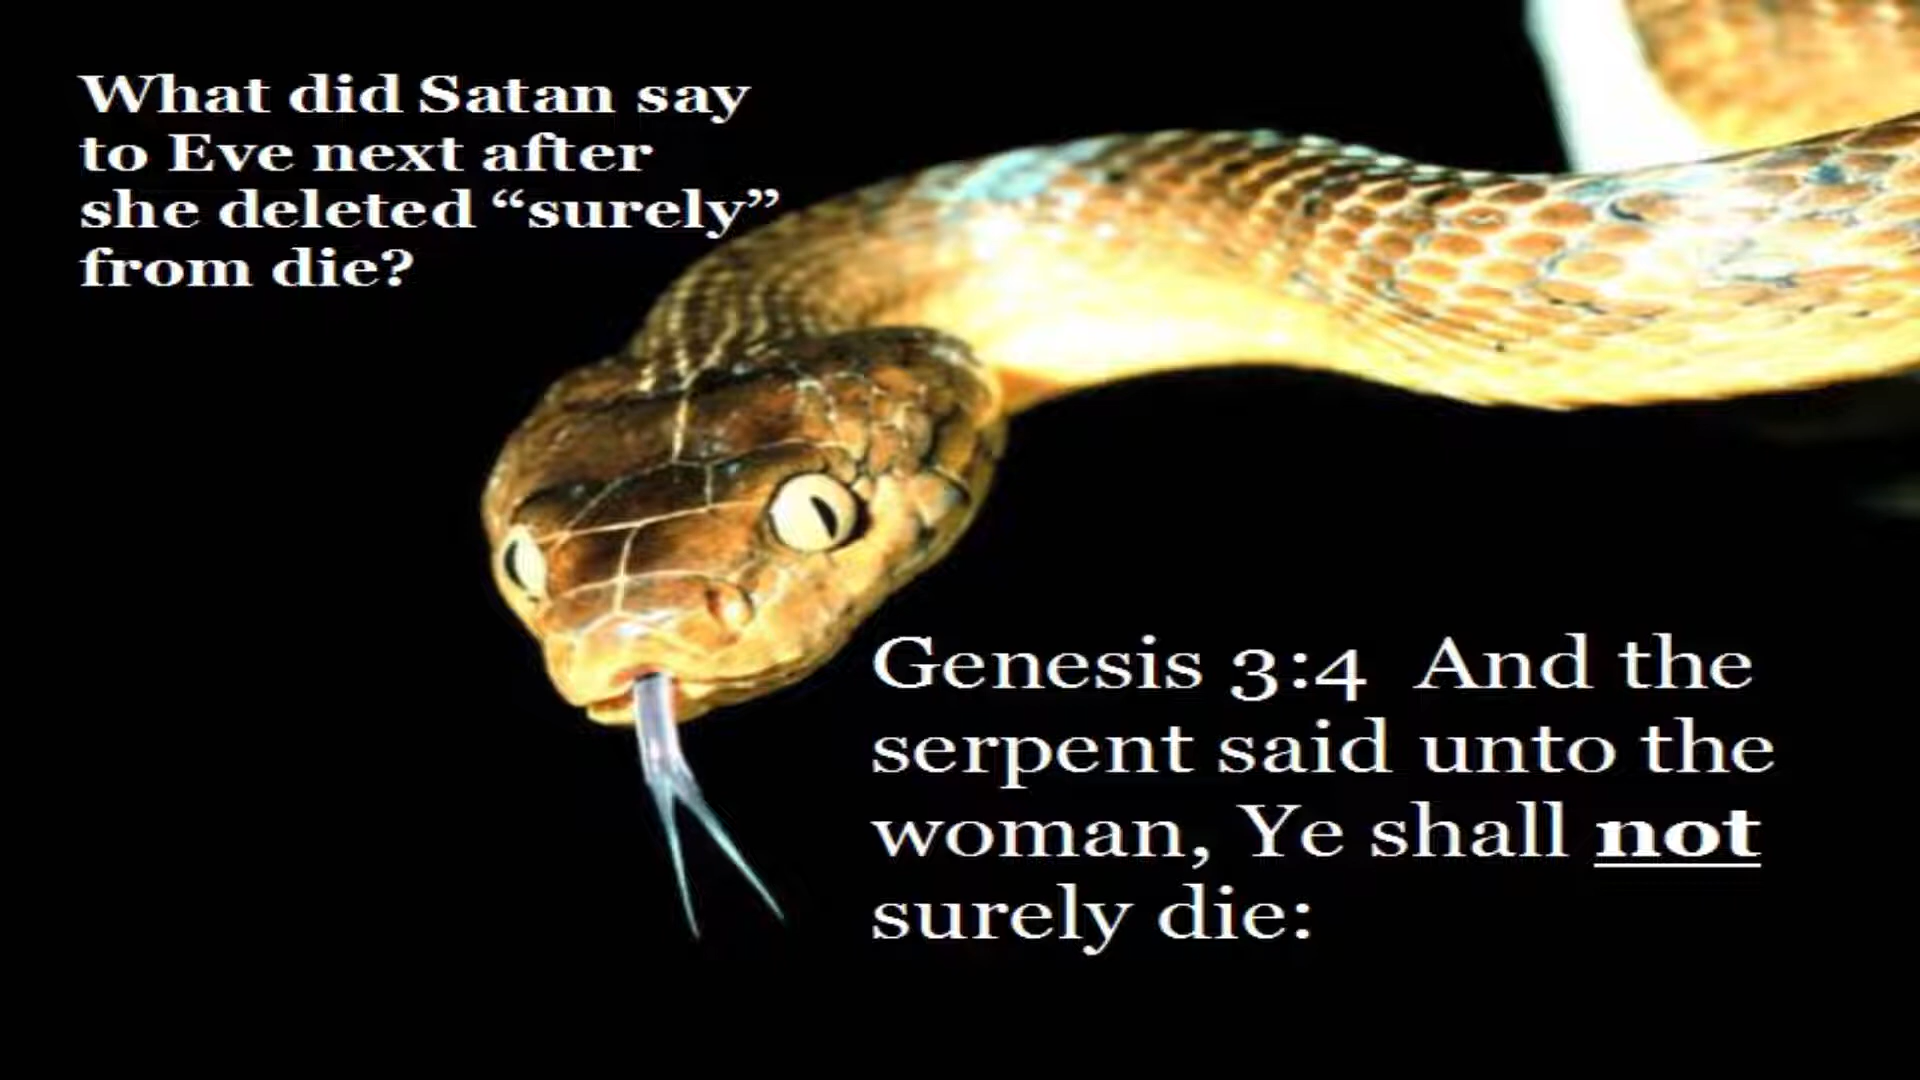 What did Satan say
to Eve next after
she deleted “surely”
from die?
Genesis 3:4  And the
serpent said unto the
woman, Ye shall not
surely die: